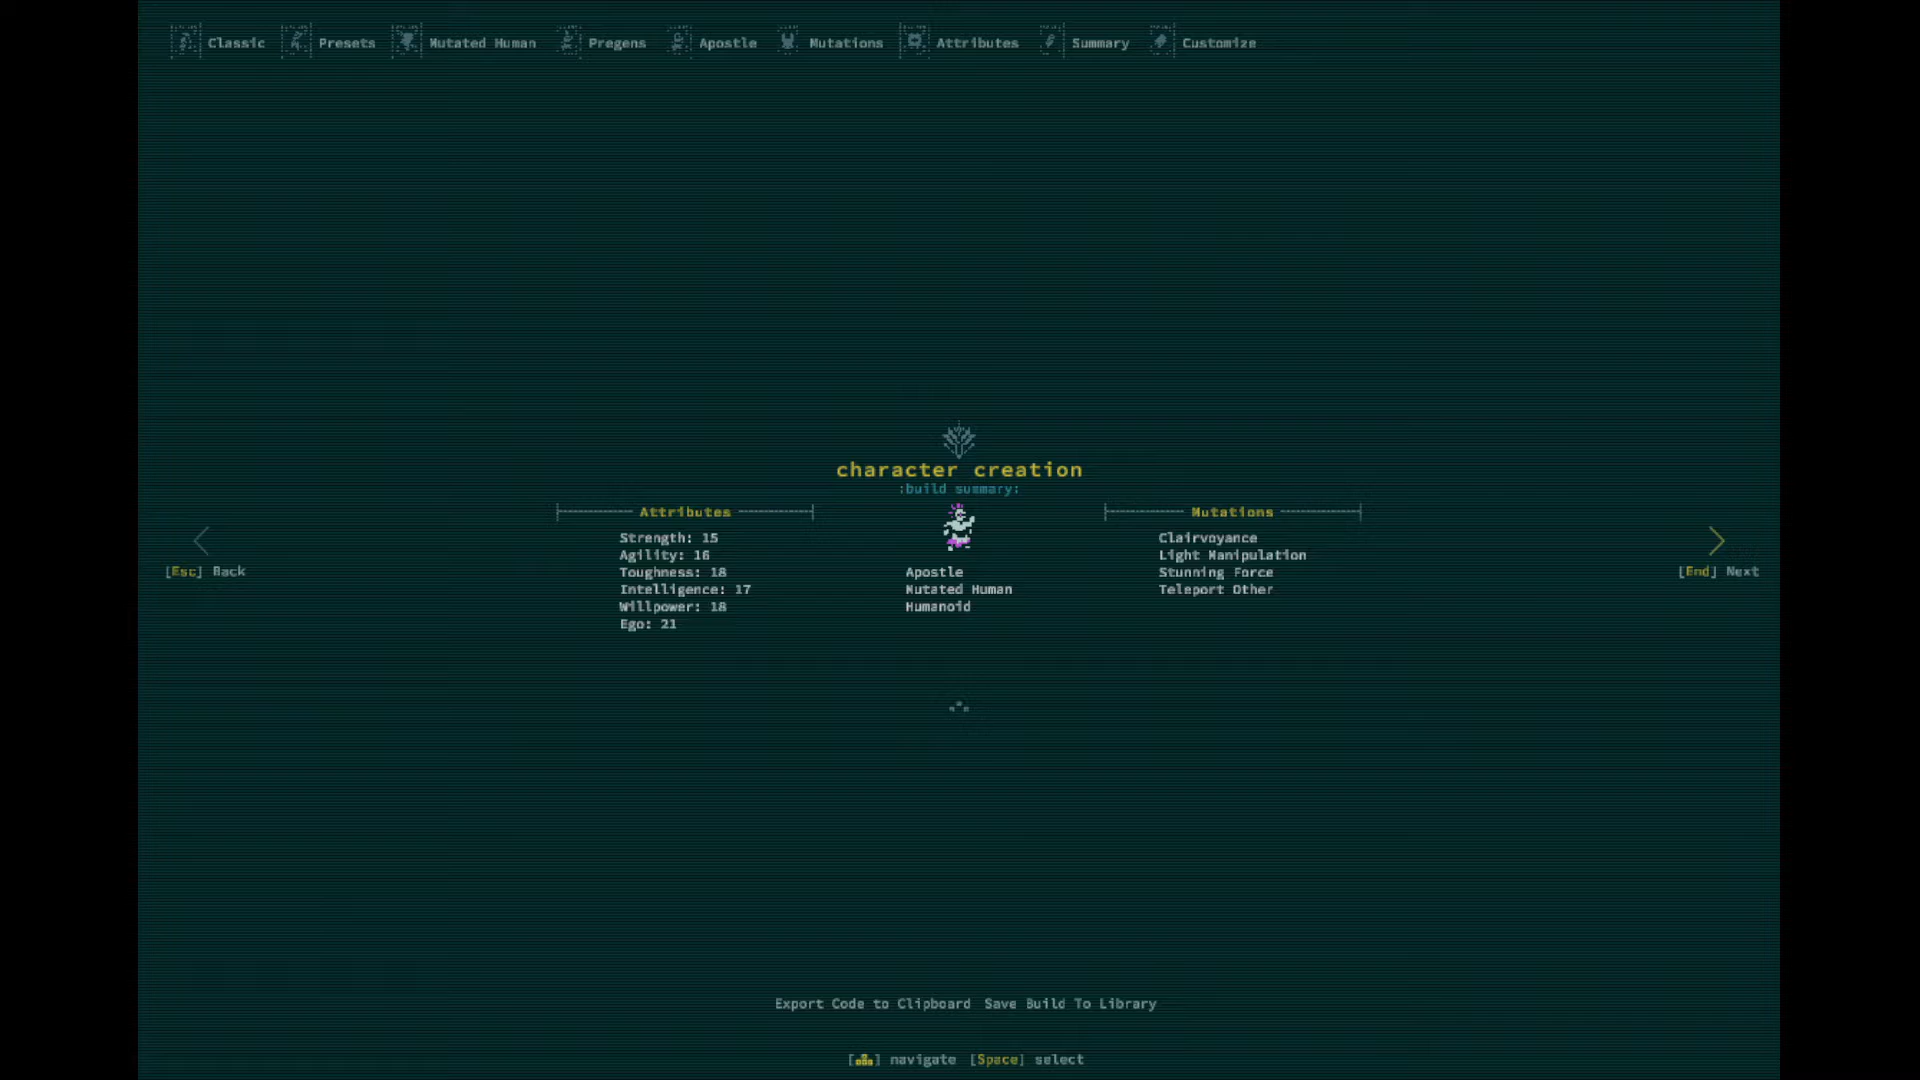 Classic Presets Mutated Human Pregens Apostle Mutations Attributes Summary Customize
character creation
:build summary:
Attributes
Strength: 15
Agility: 16
Toughness: 18
Intelligence: 17
Willpower: 18
Ego: 21
Apostle
Mutated Human
Humanoid
Mutations
Clairvoyance
Light Manipulation
Stunning Force
Teleport Other
[Esc] Back
[End] Next
Export Code to Clipboard Save Build To Library
navigate [Space] select